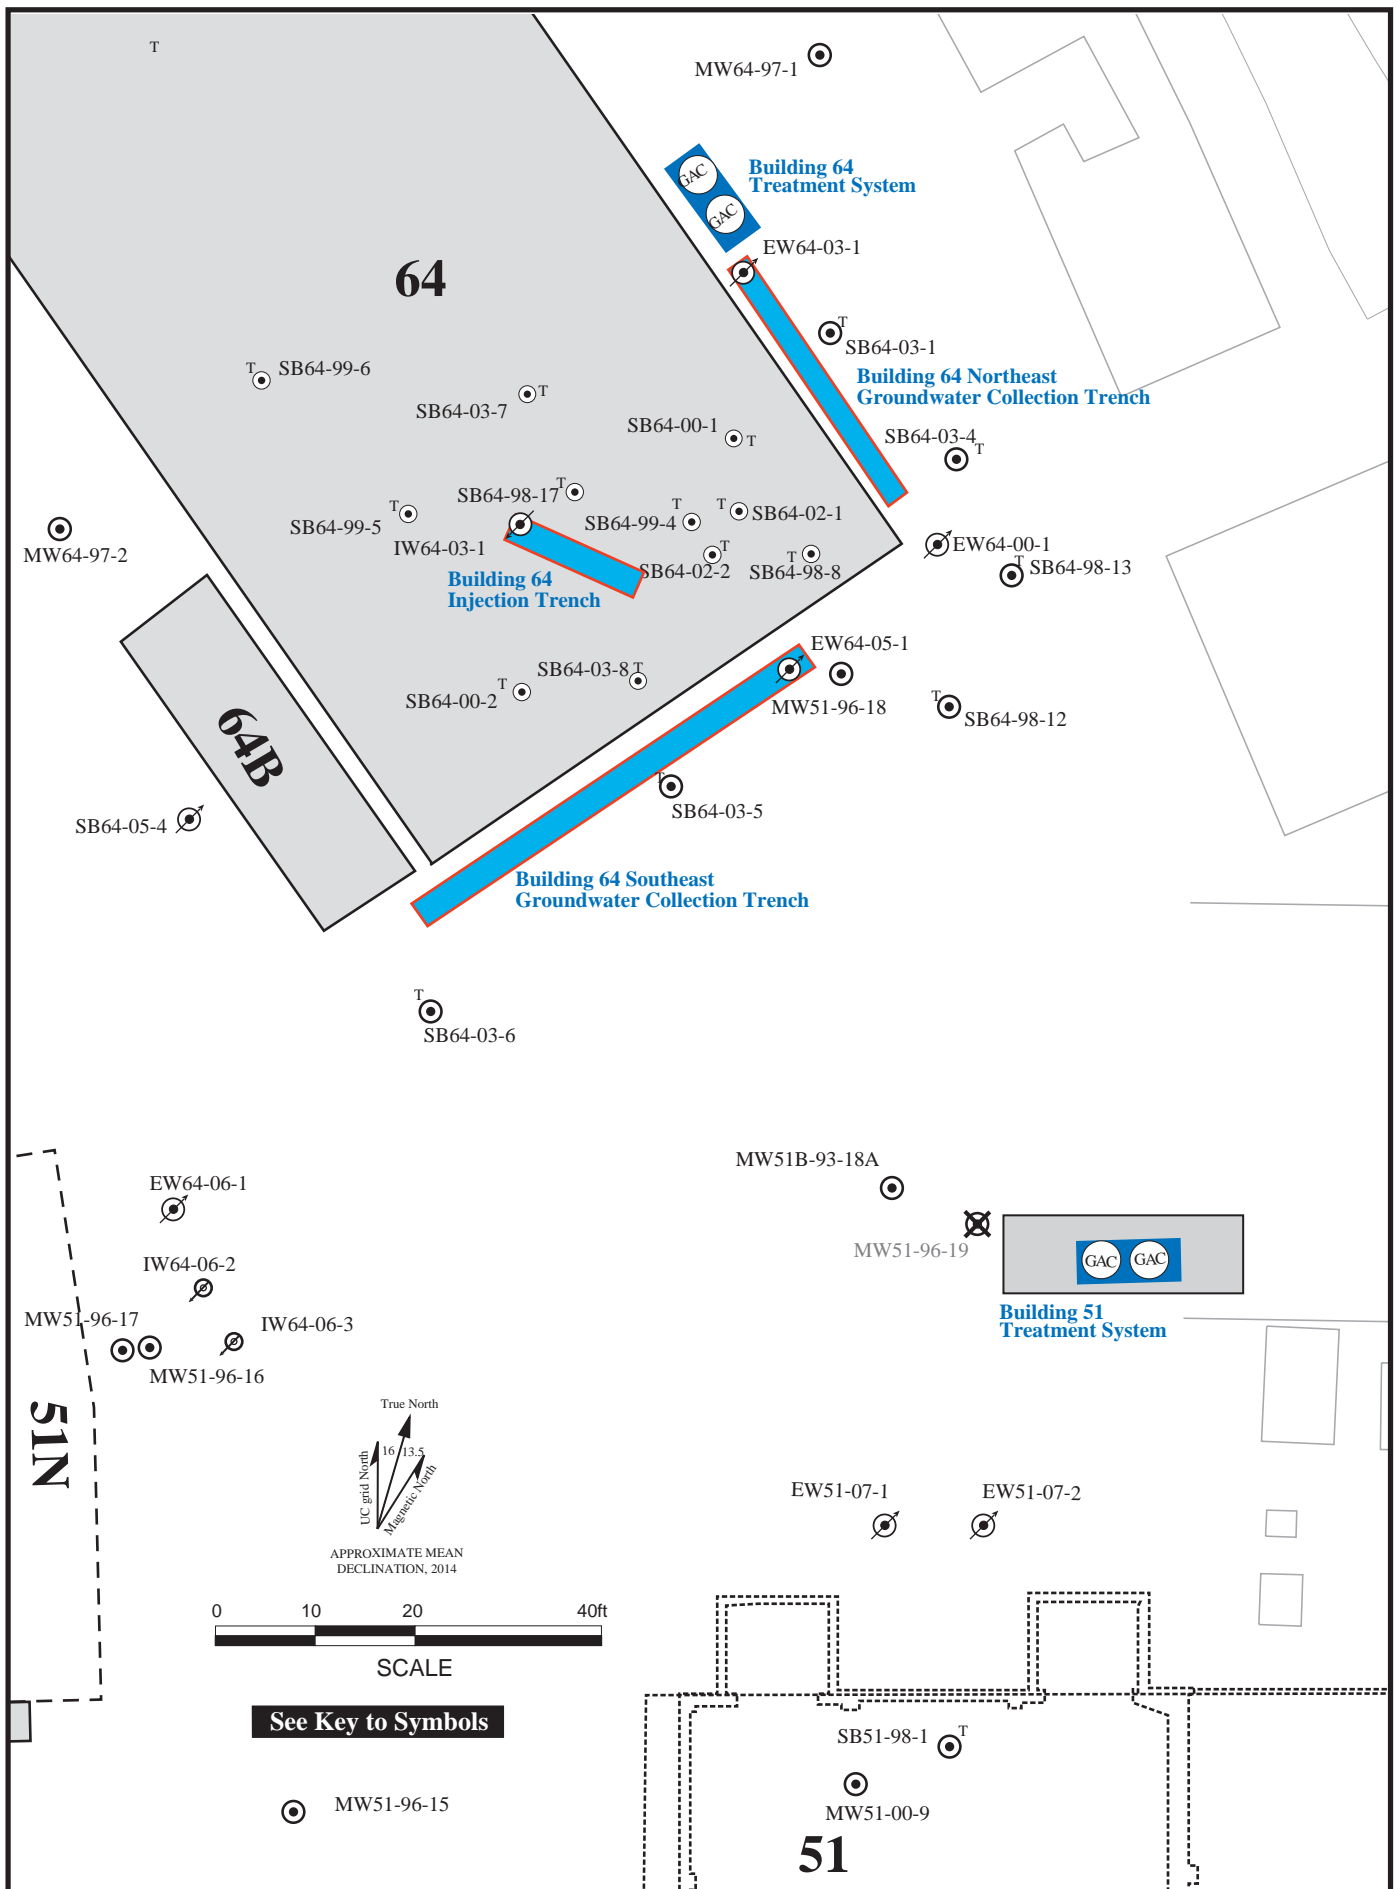 T
MW64-97-1
GAC
GAC
Building 64
Treatment System
EW64-03-1
64
T
SB64-03-1
T
SB64-99-6
T
SB64-03-7
Building 64 Northeast
Groundwater Collection Trench
SB64-00-1
T
SB64-03-4
T
SB64-98-17
T
T
SB64-99-5
IW64-03-1
T
SB64-99-4
T
SB64-02-1
T
SB64-02-2
T
SB64-98-8
EW64-00-1
T
SB64-98-13
MW64-97-2
Building 64
Injection Trench
EW64-05-1
SB64-03-8
T
T
SB64-00-2
MW51-96-18
T
SB64-98-12
64B
T
SB64-03-5
SB64-05-4
Building 64 Southeast
Groundwater Collection Trench
T
SB64-03-6
MW51B-93-18A
EW64-06-1
MW51-96-19
IW64-06-2
GAC
GAC
Building 51
Treatment System
MW51-96-17
IW64-06-3
MW51-96-16
51N
True North
16
13.5
UC grid North
Magnetic North
APPROXIMATE MEAN
DECLINATION, 2014
EW51-07-1
EW51-07-2
0 10 20 40ft
SCALE
See Key to Symbols
SB51-98-1
T
MW51-96-15
MW51-00-9
51